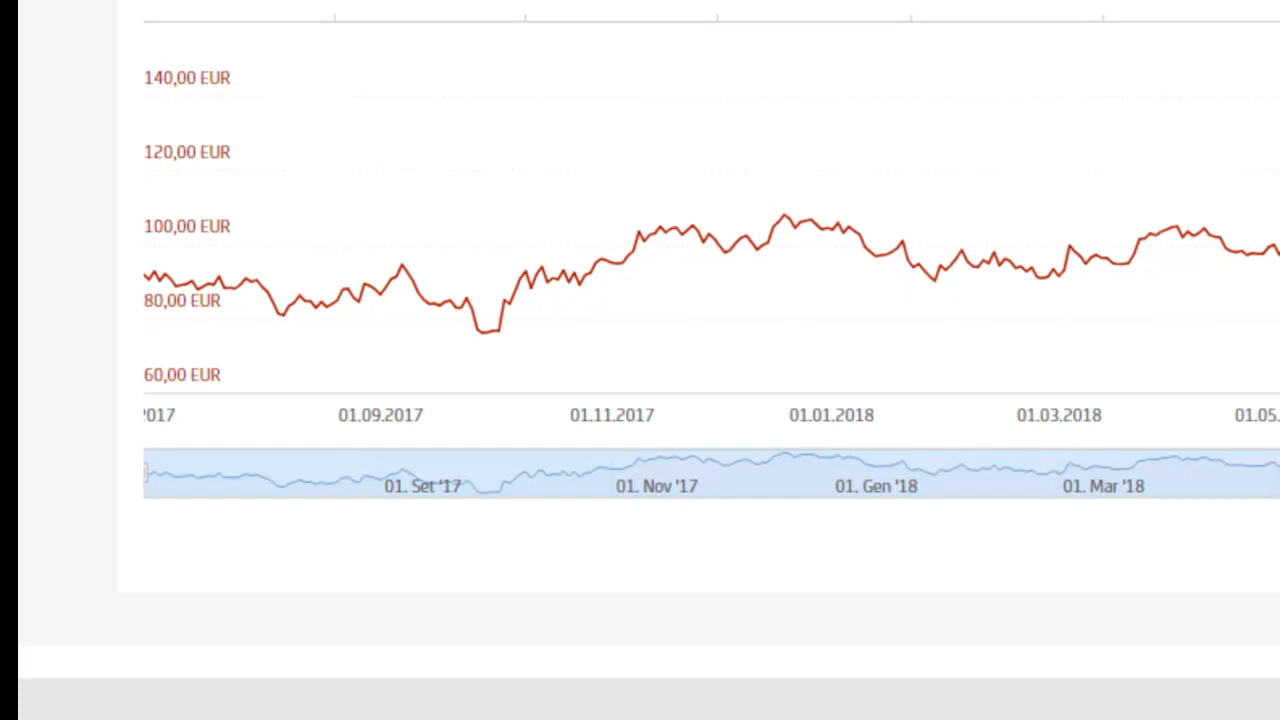 140,00 EUR
120,00 EUR
100,00 EUR
80,00 EUR
60,00 EUR
2017 01.09.2017 01.11.2017 01.01.2018 01.03.2018 01.05.
01. Set '17 01. Nov '17 01. Gen '18 01. Mar '18